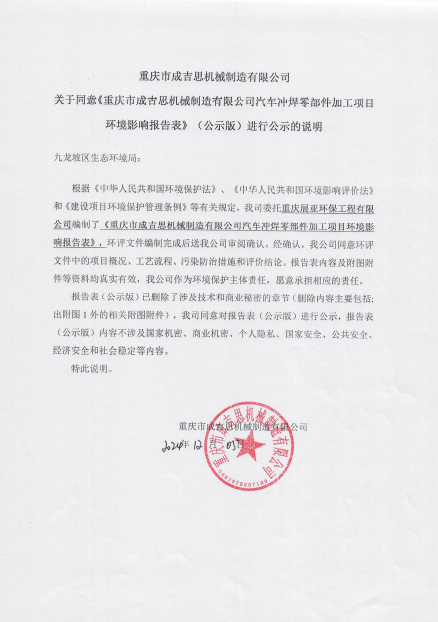 重庆市成吉思机械制造有限公司
关于同意《重庆市成吉思机械制造有限公司汽车冲焊零部件加工项目
环境影响报告表》（公示版）进行公示的说明
九龙坡区生态环境局：
根据《中华人民共和国环境保护法》、《中华人民共和国环境影响评价法》
和《建设项目环境保护管理条例》等有关规定，我司委托重庆展亚环保工程有限
公司编制了《重庆市成吉思机械制造有限公司汽车冲焊零部件加工项目环境影
响报告表》，环评文件编制完成后送我公司审阅确认。经确认，我公司同意环评
文件中的项目概况、工艺流程、污染防治措施和评价结论。报告表内容及附图附
件等资料均真实有效，我公司作为环境保护主体责任，愿意承担相应的责任。
报告表（公示版）已删除了涉及技术和商业秘密的章节（删除内容主要包括:
出附图1外的相关附图附件），我司同意对报告表（公示版）进行公示，报告表
（公示版）内容不涉及国家机密、商业机密、个人隐私、国家安全、公共安全、
经济安全和社会稳定等内容。
特此说明。
重庆市成吉思机械制造有限公司
2024年12月03日
重庆市成吉思机械制造有限公司